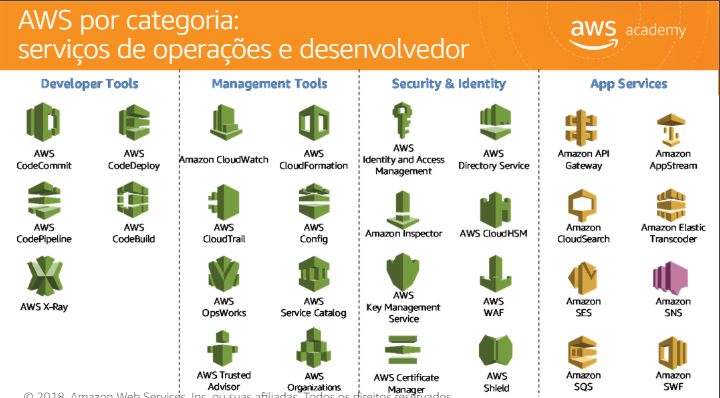 AWS por categoria:
serviços de operações e desenvolvedor
aws academy
Developer Tools
AWS
CodeCommit
AWS
CodeDeploy
AWS
CodePipeline
AWS
CodeBuild
AWS X-Ray
Management Tools
Amazon CloudWatch
AWS
CloudFormation
AWS
CloudTrail
AWS
Config
AWS
OpsWorks
AWS
Service Catalog
AWS Trusted
Advisor
AWS
Organizations
Security & Identity
AWS
Identity and Access
Management
AWS
Directory Service
Amazon Inspector
AWS CloudHSM
AWS
Key Management
Service
AWS
WAF
AWS Certificate
Manager
AWS
Shield
App Services
Amazon API
Gateway
Amazon
AppStream
Amazon
CloudSearch
Amazon Elastic
Transcoder
Amazon
SES
Amazon
SNS
Amazon
SQS
Amazon
SWF
© 2018, Amazon Web Services, Inc. ou suas afiliadas. Todos os direitos reservados.